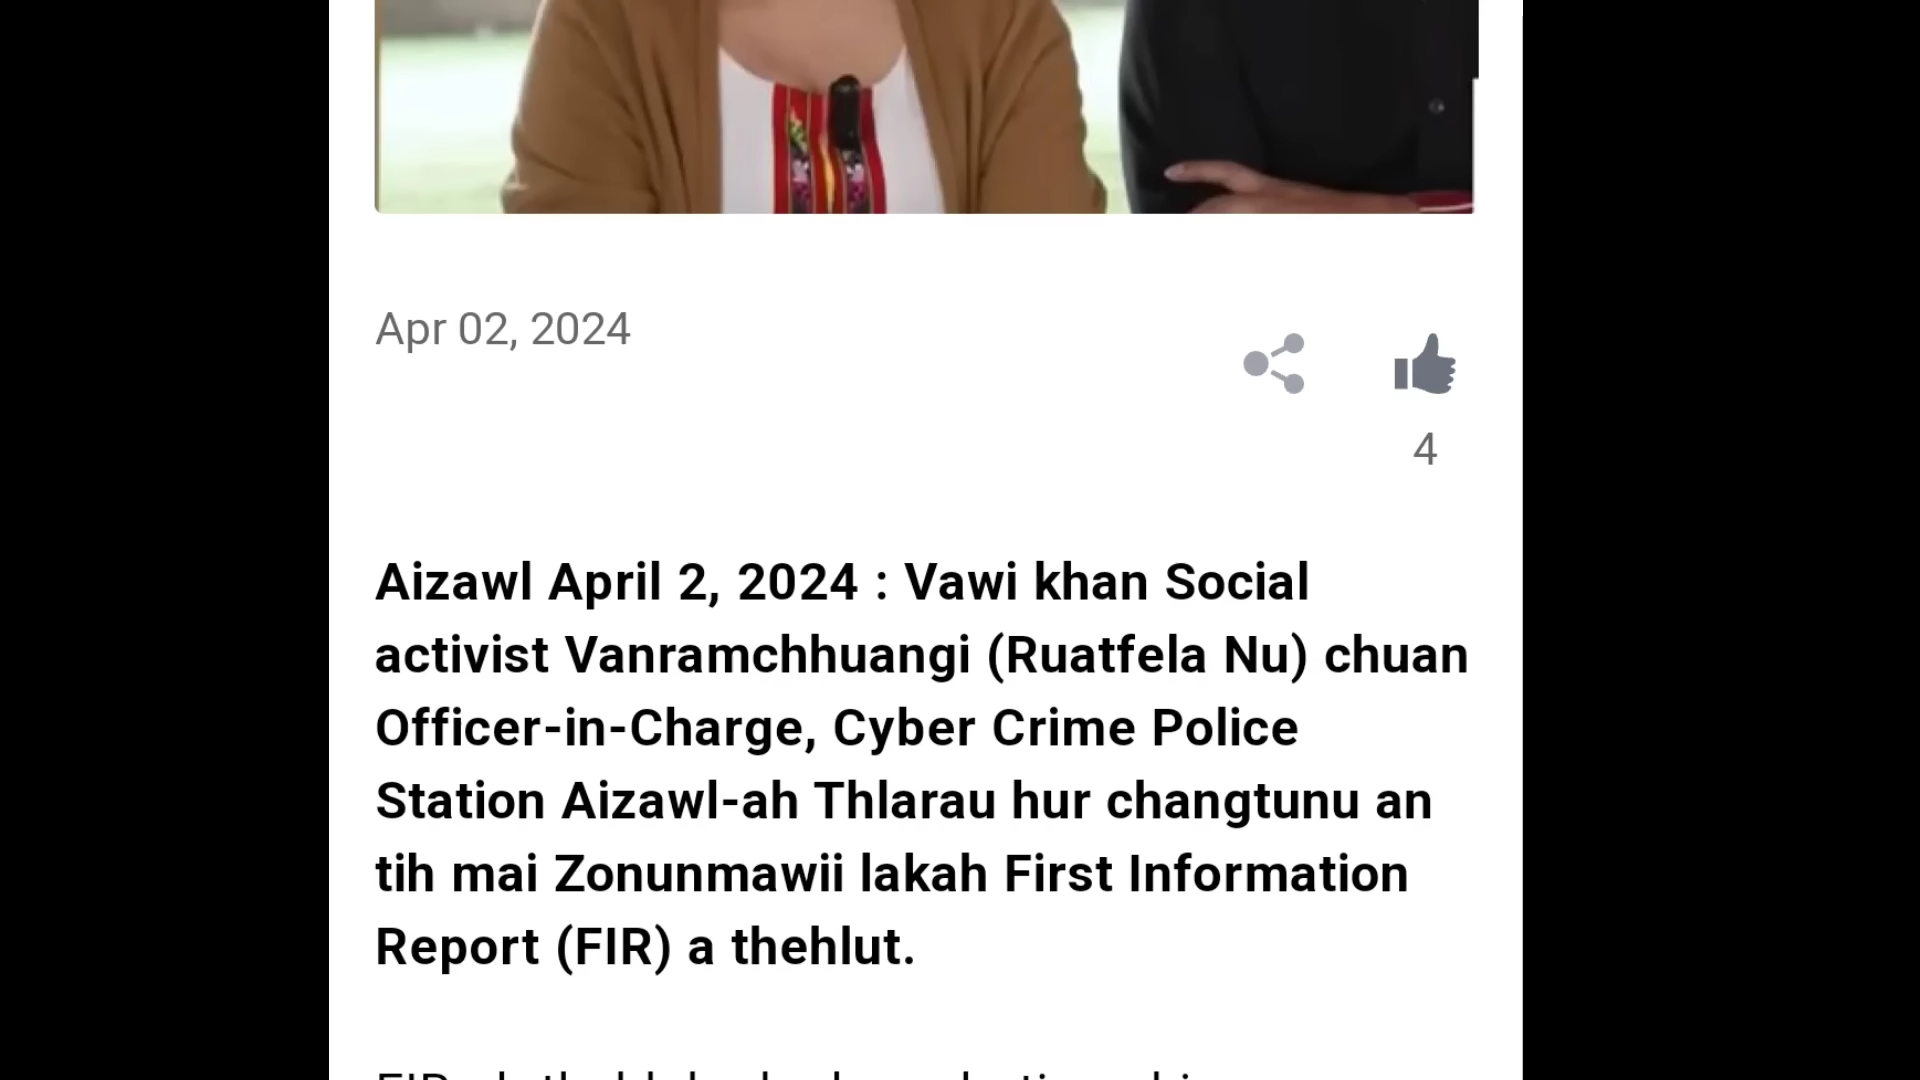 Apr 02, 2024
4
Aizawl April 2, 2024 : Vawi khan Social
activist Vanramchhuangi (Ruatfela Nu) chuan
Officer-in-Charge, Cyber Crime Police
Station Aizawl-ah Thlarau hur changtunu an
tih mai Zonunmawii lakah First Information
Report (FIR) a thehlut.
FIR